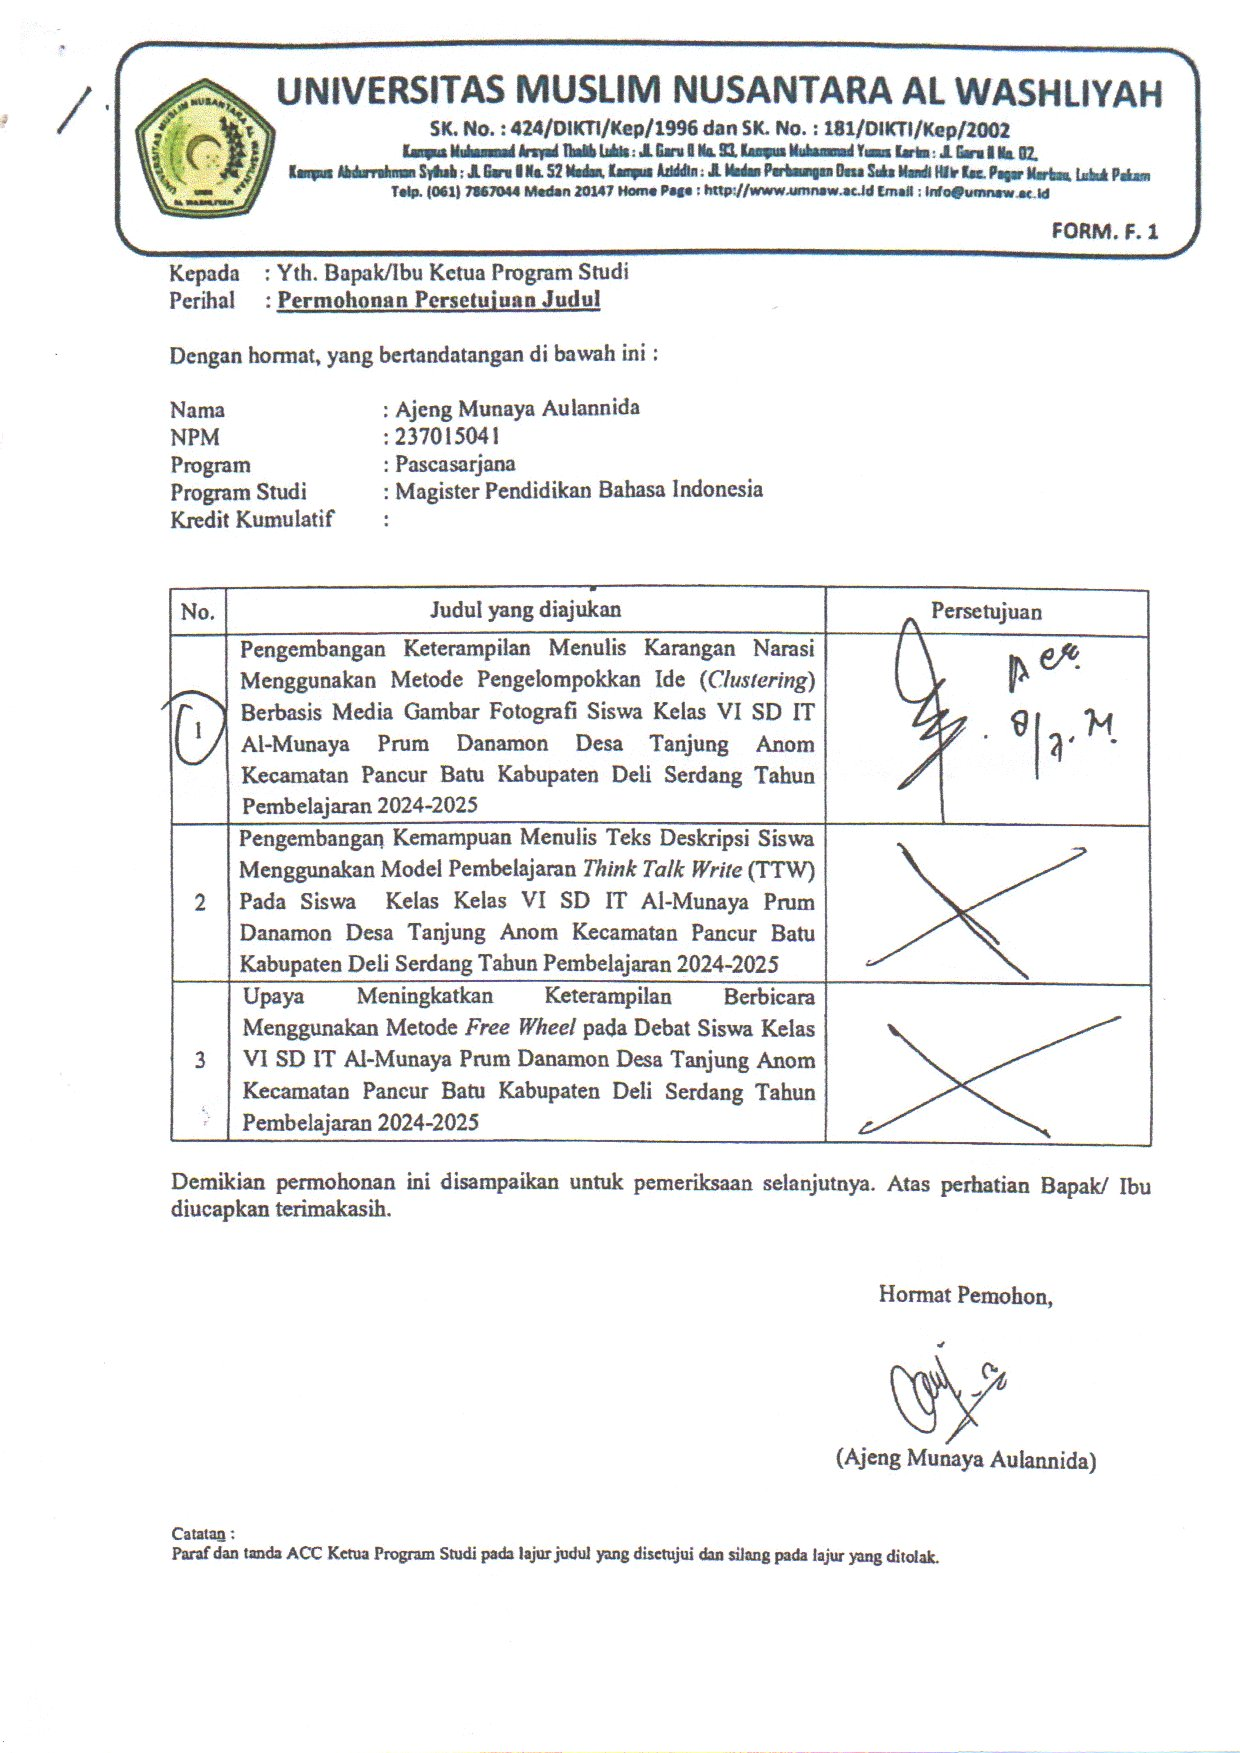 UNIVERSITAS MUSLIM NUSANTARA AL WASHLIYAH
SK. No. : 424/DIKTI/Kep/1996 dan SK. No. : 181/DIKTI/Kep/2002
Kampus Muhammad Arsyad Thalib Lubis : Jl. Garu II No. 93, Kampus Muhammad Yunus Karim : Jl. Garu II No. 02,
Kampus Abdurrahman Syihab : Jl. Garu II No. 52 Medan, Kampus Aziddin : Jl. Medan Perbaungan Desa Suka Mandi Hilir Kec. Pagar Merbau, Lubuk Pakam
Telp. (061) 7867044 Medan 20147 Home Page : http://www.umnaw.ac.id Email : info@umnaw.ac.id
FORM. F. 1
Kepada : Yth. Bapak/Ibu Ketua Program Studi
Perihal : Permohonan Persetujuan Judul
Dengan hormat, yang bertandatangan di bawah ini :
Nama : Ajeng Munaya Aulannida
NPM : 237015041
Program : Pascasarjana
Program Studi : Magister Pendidikan Bahasa Indonesia
Kredit Kumulatif :
No. Judul yang diajukan Persetujuan
Pengembangan Keterampilan Menulis Karangan Narasi
Menggunakan Metode Pengelompokkan Ide (Clustering)
1 Berbasis Media Gambar Fotografi Siswa Kelas VI SD IT
Al-Munaya Prum Danamon Desa Tanjung Anom
Kecamatan Pancur Batu Kabupaten Deli Serdang Tahun
Pembelajaran 2024-2025
Acc.
Pengembangan Kemampuan Menulis Teks Deskripsi Siswa
Menggunakan Model Pembelajaran Think Talk Write (TTW)
2 Pada Siswa Kelas Kelas VI SD IT Al-Munaya Prum
Danamon Desa Tanjung Anom Kecamatan Pancur Batu
Kabupaten Deli Serdang Tahun Pembelajaran 2024-2025
Upaya Meningkatkan Keterampilan Berbicara
Menggunakan Metode Free Wheel pada Debat Siswa Kelas
3 VI SD IT Al-Munaya Prum Danamon Desa Tanjung Anom
Kecamatan Pancur Batu Kabupaten Deli Serdang Tahun
Pembelajaran 2024-2025
Demikian permohonan ini disampaikan untuk pemeriksaan selanjutnya. Atas perhatian Bapak/ Ibu
diucapkan terimakasih.
Hormat Pemohon,
(Ajeng Munaya Aulannida)
Catatan :
Paraf dan tanda ACC Ketua Program Studi pada lajur judul yang disetujui dan silang pada lajur yang ditolak.